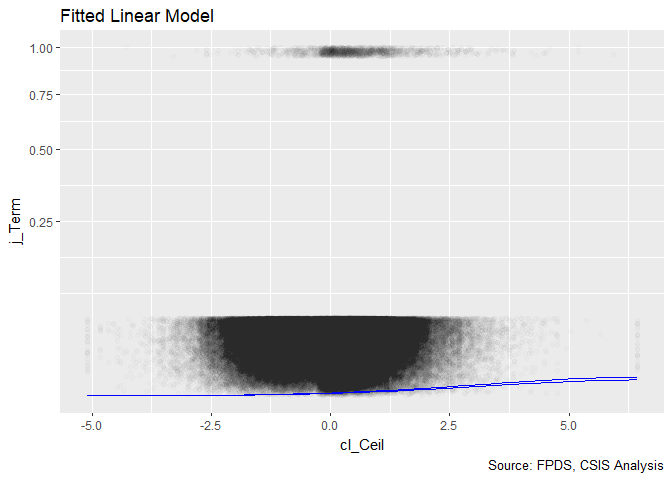 Fitted Linear Model
1.00
0.75
0.50
0.25
j_Term
-5.0
-2.5
0.0
2.5
5.0
cl_Ceil
Source: FPDS, CSIS Analysis